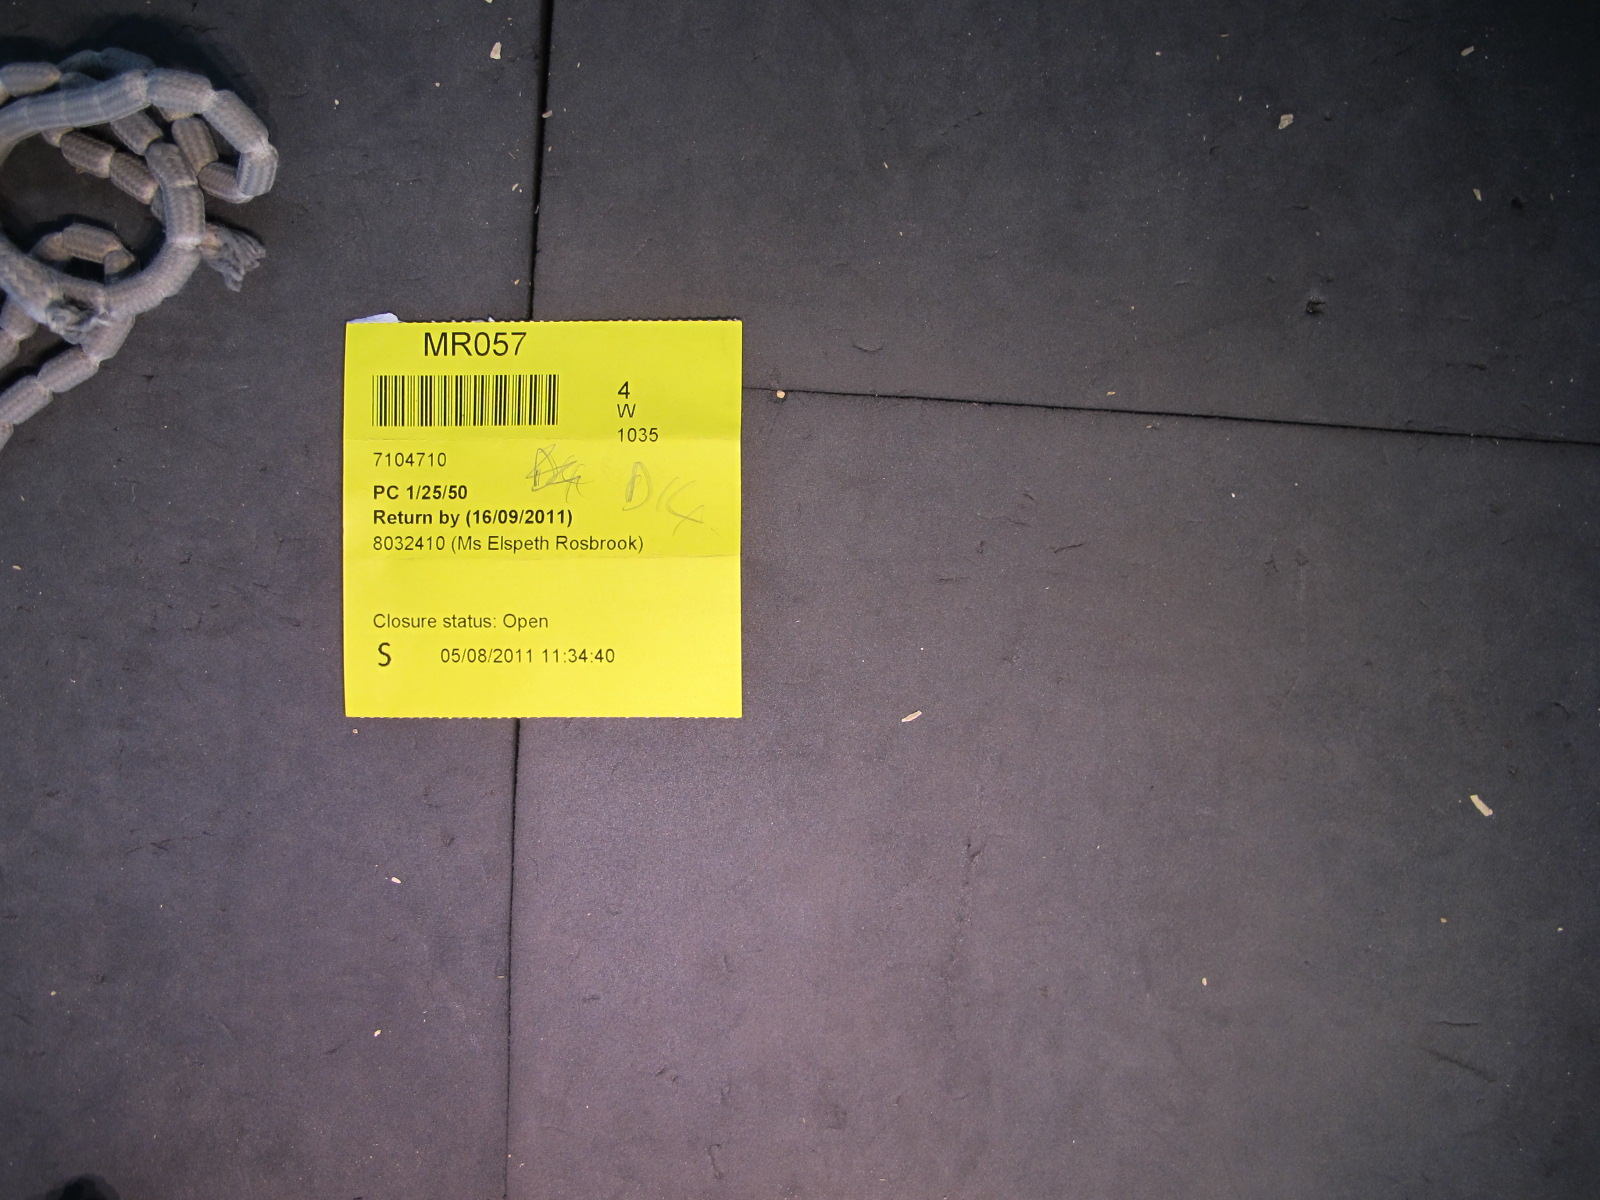 MR057
4
W
1035
7104710
PC 1/25/50
Return by (16/09/2011)
8032410 (Ms Elspeth Rosbrook)
Closure status: Open
S 05/08/2011 11:34:40